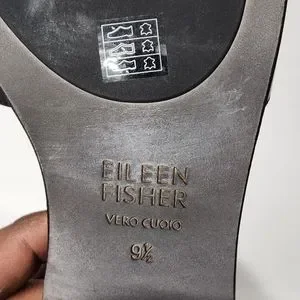 EILEEN
FISHER
VERO CUOIO
9½